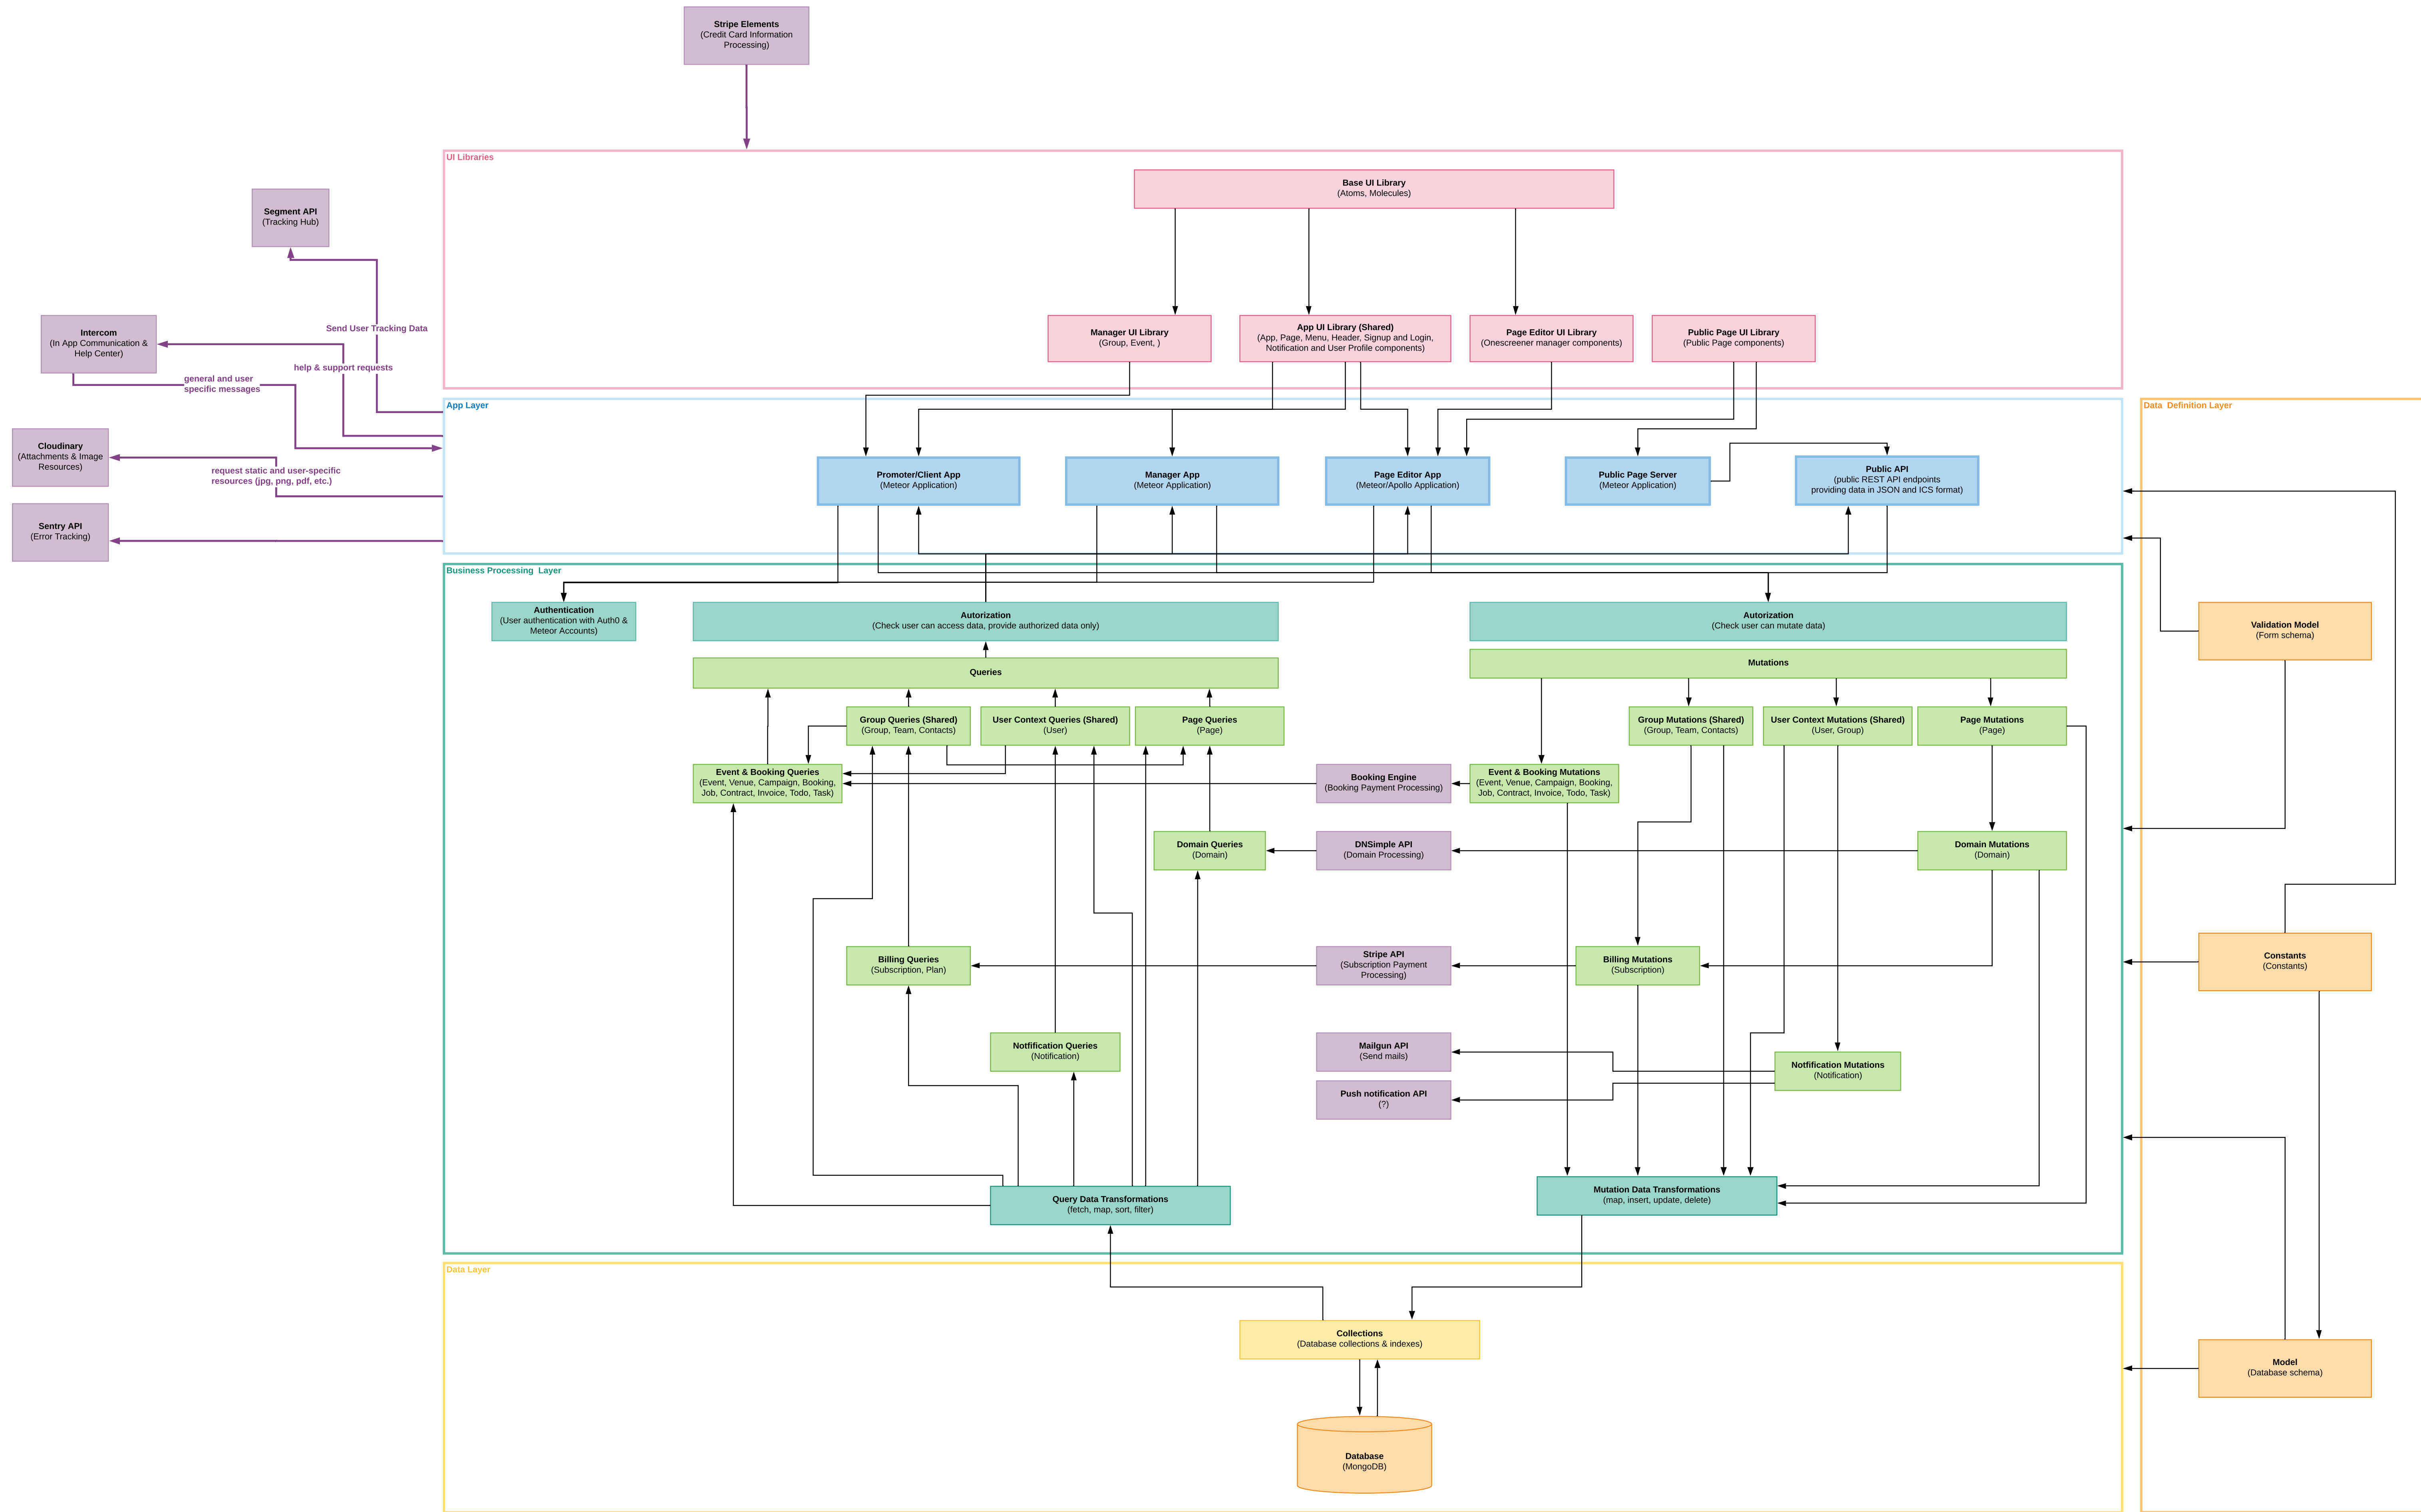 Stripe Elements
(Credit Card Information
Processing)
UI Libraries
Base UI Library
(Atoms, Molecules)
Segment API
(Tracking Hub)
Send User Tracking Data
Intercom
(In App Communication &
Help Center)
help & support requests
general and user
specific messages
Manager UI Library
(Group, Event, )
App UI Library (Shared)
(App, Page, Menu, Header, Signup and Login,
Notification and User Profile components)
Page Editor UI Library
(Onescreener manager components)
Public Page UI Library
(Public Page components)
App Layer
Data  Definition Layer
Cloudinary
(Attachments & Image
Resources)
request static and user-specific
resources (jpg, png, pdf, etc.)
Promoter/Client App
(Meteor Application)
Manager App
(Meteor Application)
Page Editor App
(Meteor/Apollo Application)
Public Page Server
(Meteor Application)
Public API
(public REST API endpoints
providing data in JSON and ICS format)
Sentry API
(Error Tracking)
Business Processing  Layer
Authentication
(User authentication with Auth0 &
Meteor Accounts)
Autorization
(Check user can access data, provide authorized data only)
Autorization
(Check user can mutate data)
Validation Model
(Form schema)
Queries
Mutations
Group Queries (Shared)
(Group, Team, Contacts)
User Context Queries (Shared)
(User)
Page Queries
(Page)
Group Mutations (Shared)
(Group, Team, Contacts)
User Context Mutations (Shared)
(User, Group)
Page Mutations
(Page)
Event & Booking Queries
(Event, Venue, Campaign, Booking,
Job, Contract, Invoice, Todo, Task)
Booking Engine
(Booking Payment Processing)
Event & Booking Mutations
(Event, Venue, Campaign, Booking,
Job, Contract, Invoice, Todo, Task)
Domain Queries
(Domain)
DNSimple API
(Domain Processing)
Domain Mutations
(Domain)
Billing Queries
(Subscription, Plan)
Stripe API
(Subscription Payment
Processing)
Billing Mutations
(Subscription)
Constants
(Constants)
Notfification Queries
(Notification)
Mailgun API
(Send mails)
Notfification Mutations
(Notification)
Push notification API
(?)
Query Data Transformations
(fetch, map, sort, filter)
Mutation Data Transformations
(map, insert, update, delete)
Data Layer
Collections
(Database collections & indexes)
Model
(Database schema)
Database
(MongoDB)